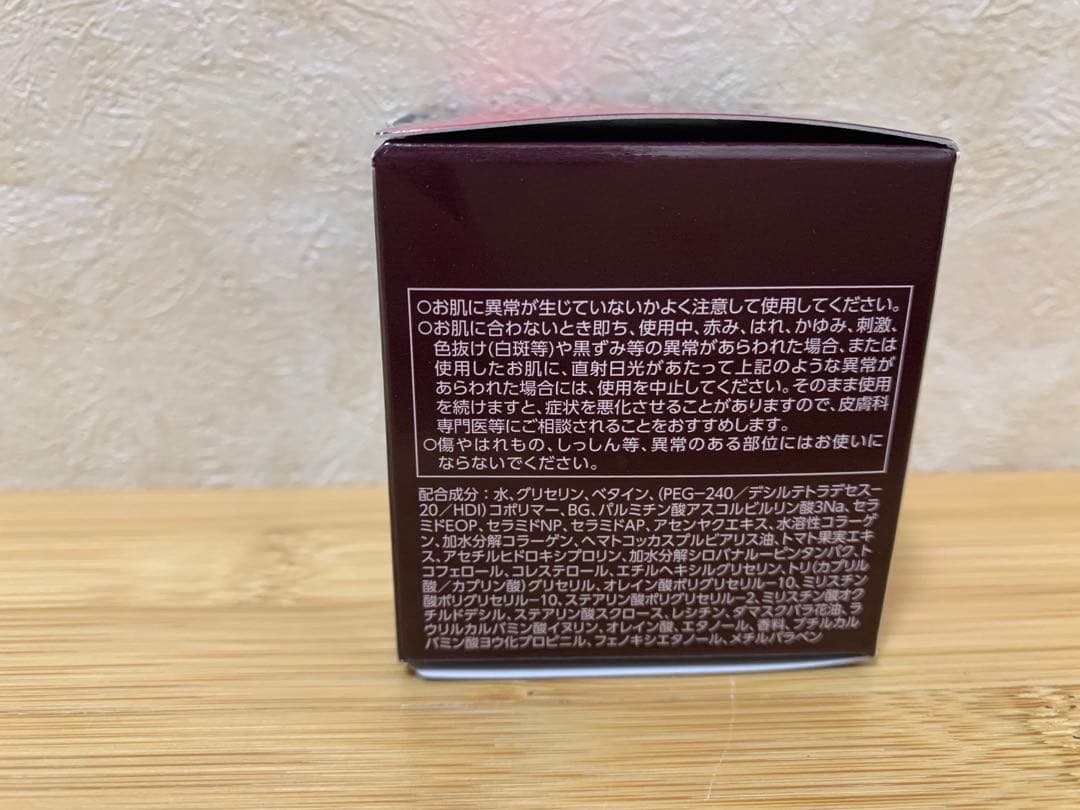 ○お肌に異常が生じていないかよく注意して使用してください。
○お肌に合わないとき即ち、使用中、赤み、はれ、かゆみ、刺激、
色抜け(白斑等)や黒ずみ等の異常があらわれた場合、または
使用したお肌に、直射日光があたって上記のような異常が
あらわれた場合には、使用を中止してください。そのまま使用
を続けますと、症状を悪化させることがありますので、皮膚科
専門医等にご相談されることをおすすめします。
○傷やはれもの、しっしん等、異常のある部位にはお使いに
ならないでください。
配合成分：水、グリセリン、ベタイン、(PEG-240／デシルテトラデセス-
20／HDI)コポリマー、BG、パルミチン酸アスコルビルリン酸3Na、セラ
ミドEOP、セラミドNP、セラミドAP、アセンヤクエキス、水溶性コラーゲ
ン、加水分解コラーゲン、ヘマトコッカスプルビアリス油、トマト果実エキ
ス、アセチルヒドロキシプロリン、加水分解シロバナルーピンタンパク、ト
コフェロール、コレステロール、エチルヘキシルグリセリン、トリ(カプリル
酸／カプリン酸)グリセリル、オレイン酸ポリグリセリル-10、ミリスチン
酸ポリグリセリル-10、ステアリン酸ポリグリセリル-2、ミリスチン酸オク
チルドデシル、ステアリン酸スクロース、レシチン、ダマスクバラ花油、ラ
ウリルカルバミン酸イヌリン、オレイン酸、エタノール、香料、ブチルカル
バミン酸ヨウ化プロピニル、フェノキシエタノール、メチルパラベン